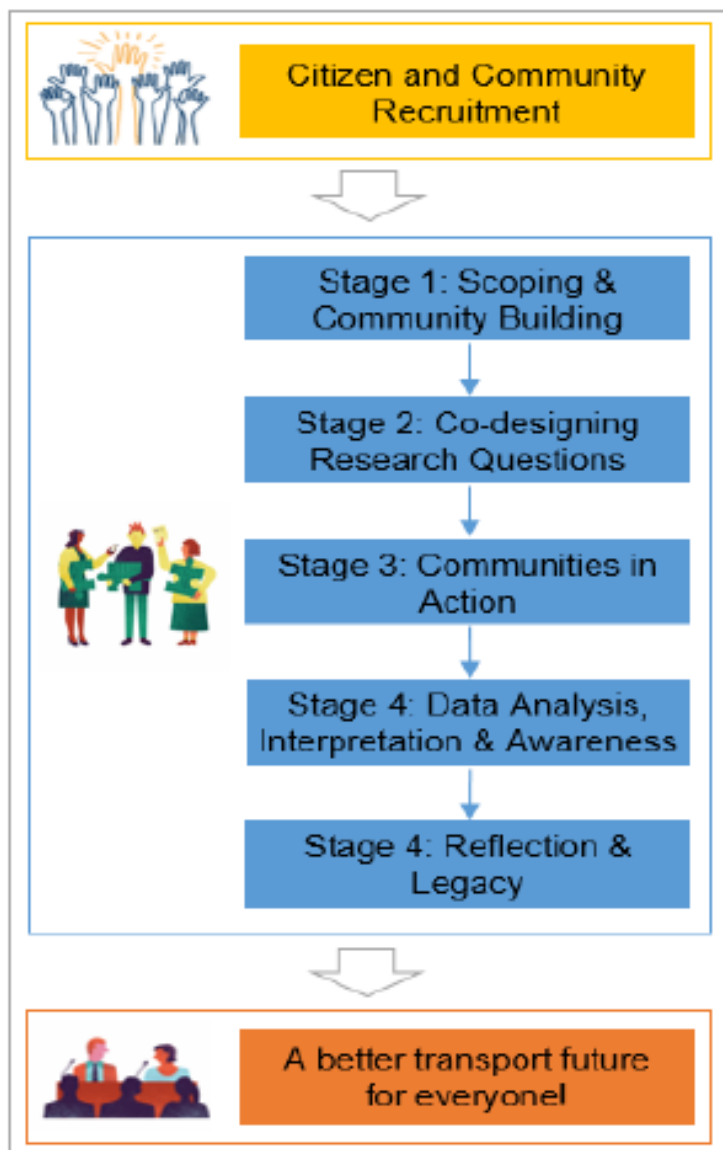 Citizen and Community
Recruitment
Stage 1: Scoping &
Community Building
Stage 2: Co-designing
Research Questions
Stage 3: Communities in
Action
Stage 4: Data Analysis,
Interpretation & Awareness
Stage 4: Reflection &
Legacy
A better transport future
for everyone!